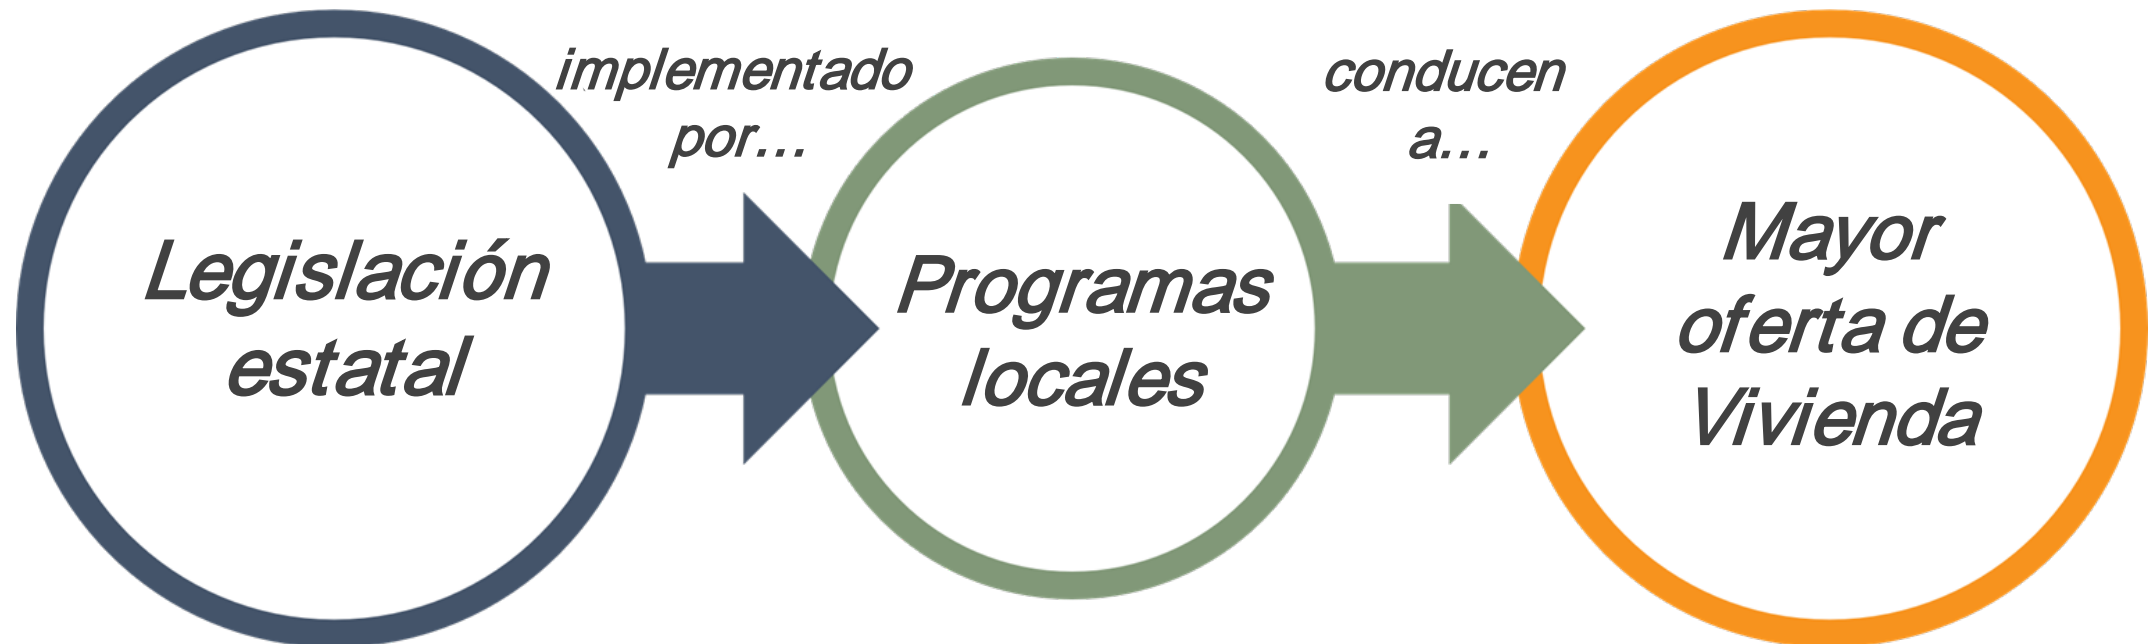 Legislación
estatal
implementado
por...
Programas
locales
conducen
a...
Mayor
oferta de
Vivienda